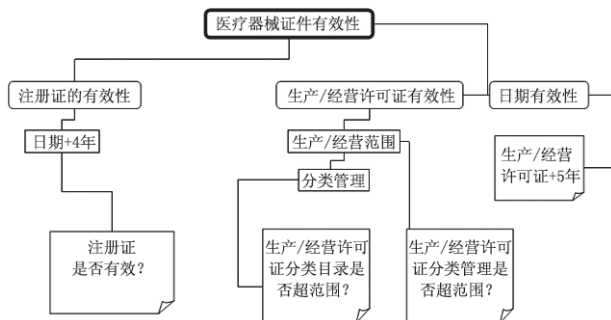 医疗器械证件有效性
注册证的有效性
生产/经营许可证有效性
日期有效性
日期+4年
生产/经营范围
生产/经营
许可证+5年
分类管理
注册证
是否有效？
生产/经营许可
证分类目录是
否超范围？
生产/经营许可
证分类管理是
否超范围？